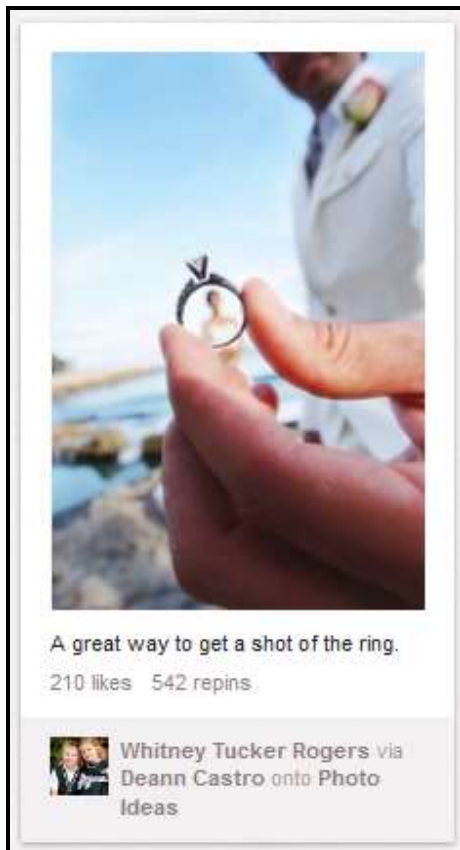 A great way to get a shot of the ring.
210 likes 542 repins
Whitney Tucker Rogers via
Deann Castro onto Photo
Ideas